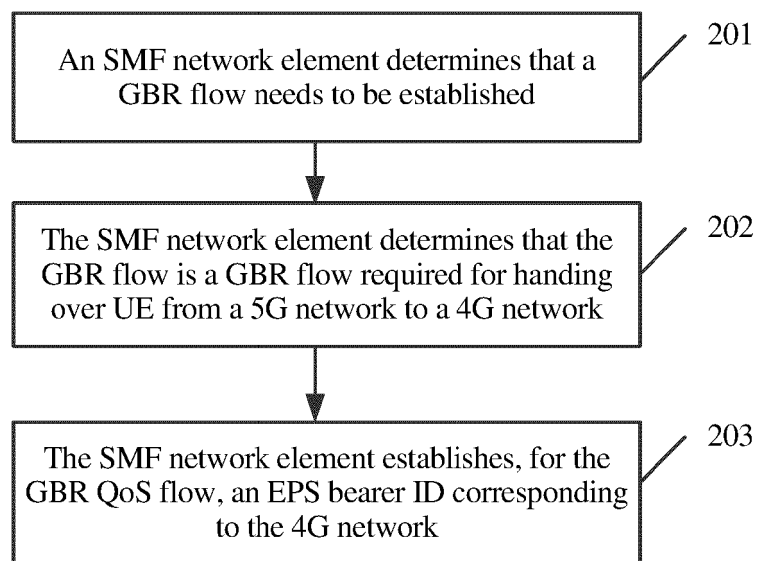 An SMF network element determines that a
GBR flow needs to be established
201
The SMF network element determines that the
GBR flow is a GBR flow required for handing
over UE from a 5G network to a 4G network
202
The SMF network element establishes, for the
GBR QoS flow, an EPS bearer ID corresponding
to the 4G network
203